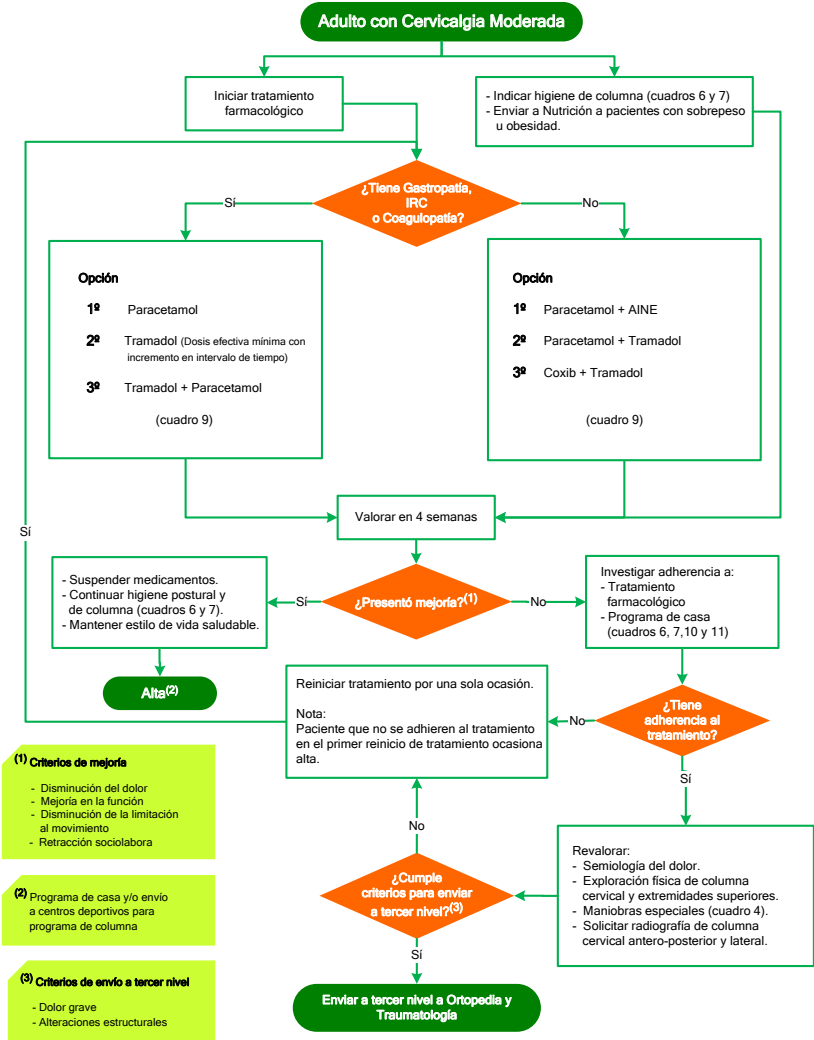 Adulto con Cervicalgia Moderada
Iniciar tratamiento
farmacológico
- Indicar higiene de columna (cuadros 6 y 7)
- Enviar a Nutrición a pacientes con sobrepeso
u obesidad.
¿Tiene Gastropatía,
IRC
o Coagulopatía?
Sí
No
Opción
1º Paracetamol
2º Tramadol (Dosis efectiva mínima con
incremento en intervalo de tiempo)
3º Tramadol + Paracetamol
(cuadro 9)
Opción
1º Paracetamol + AINE
2º Paracetamol + Tramadol
3º Coxib + Tramadol
(cuadro 9)
Valorar en 4 semanas
Sí
- Suspender medicamentos.
- Continuar higiene postural y
de columna (cuadros 6 y 7).
- Mantener estilo de vida saludable.
Sí
¿Presentó mejoría?(1)
No
Investigar adherencia a:
- Tratamiento
farmacológico
- Programa de casa
(cuadros 6, 7,10 y 11)
Alta(2)
Reiniciar tratamiento por una sola ocasión.
Nota:
Paciente que no se adhieren al tratamiento
en el primer reinicio de tratamiento ocasiona
alta.
No
¿Tiene
adherencia al
tratamiento?
Sí
(1) Criterios de mejoría
- Disminución del dolor
- Mejoría en la función
- Disminución de la limitación
al movimiento
- Retracción sociolabora
No
¿Cumple
criterios para enviar
a tercer nivel?(3)
Revalorar:
- Semiología del dolor.
- Exploración física de columna
cervical y extremidades superiores.
- Maniobras especiales (cuadro 4).
- Solicitar radiografía de columna
cervical antero-posterior y lateral.
(2) Programa de casa y/o envío
a centros deportivos para
programa de columna
Sí
(3) Criterios de envío a tercer nivel
- Dolor grave
- Alteraciones estructurales
Enviar a tercer nivel a Ortopedia y
Traumatología